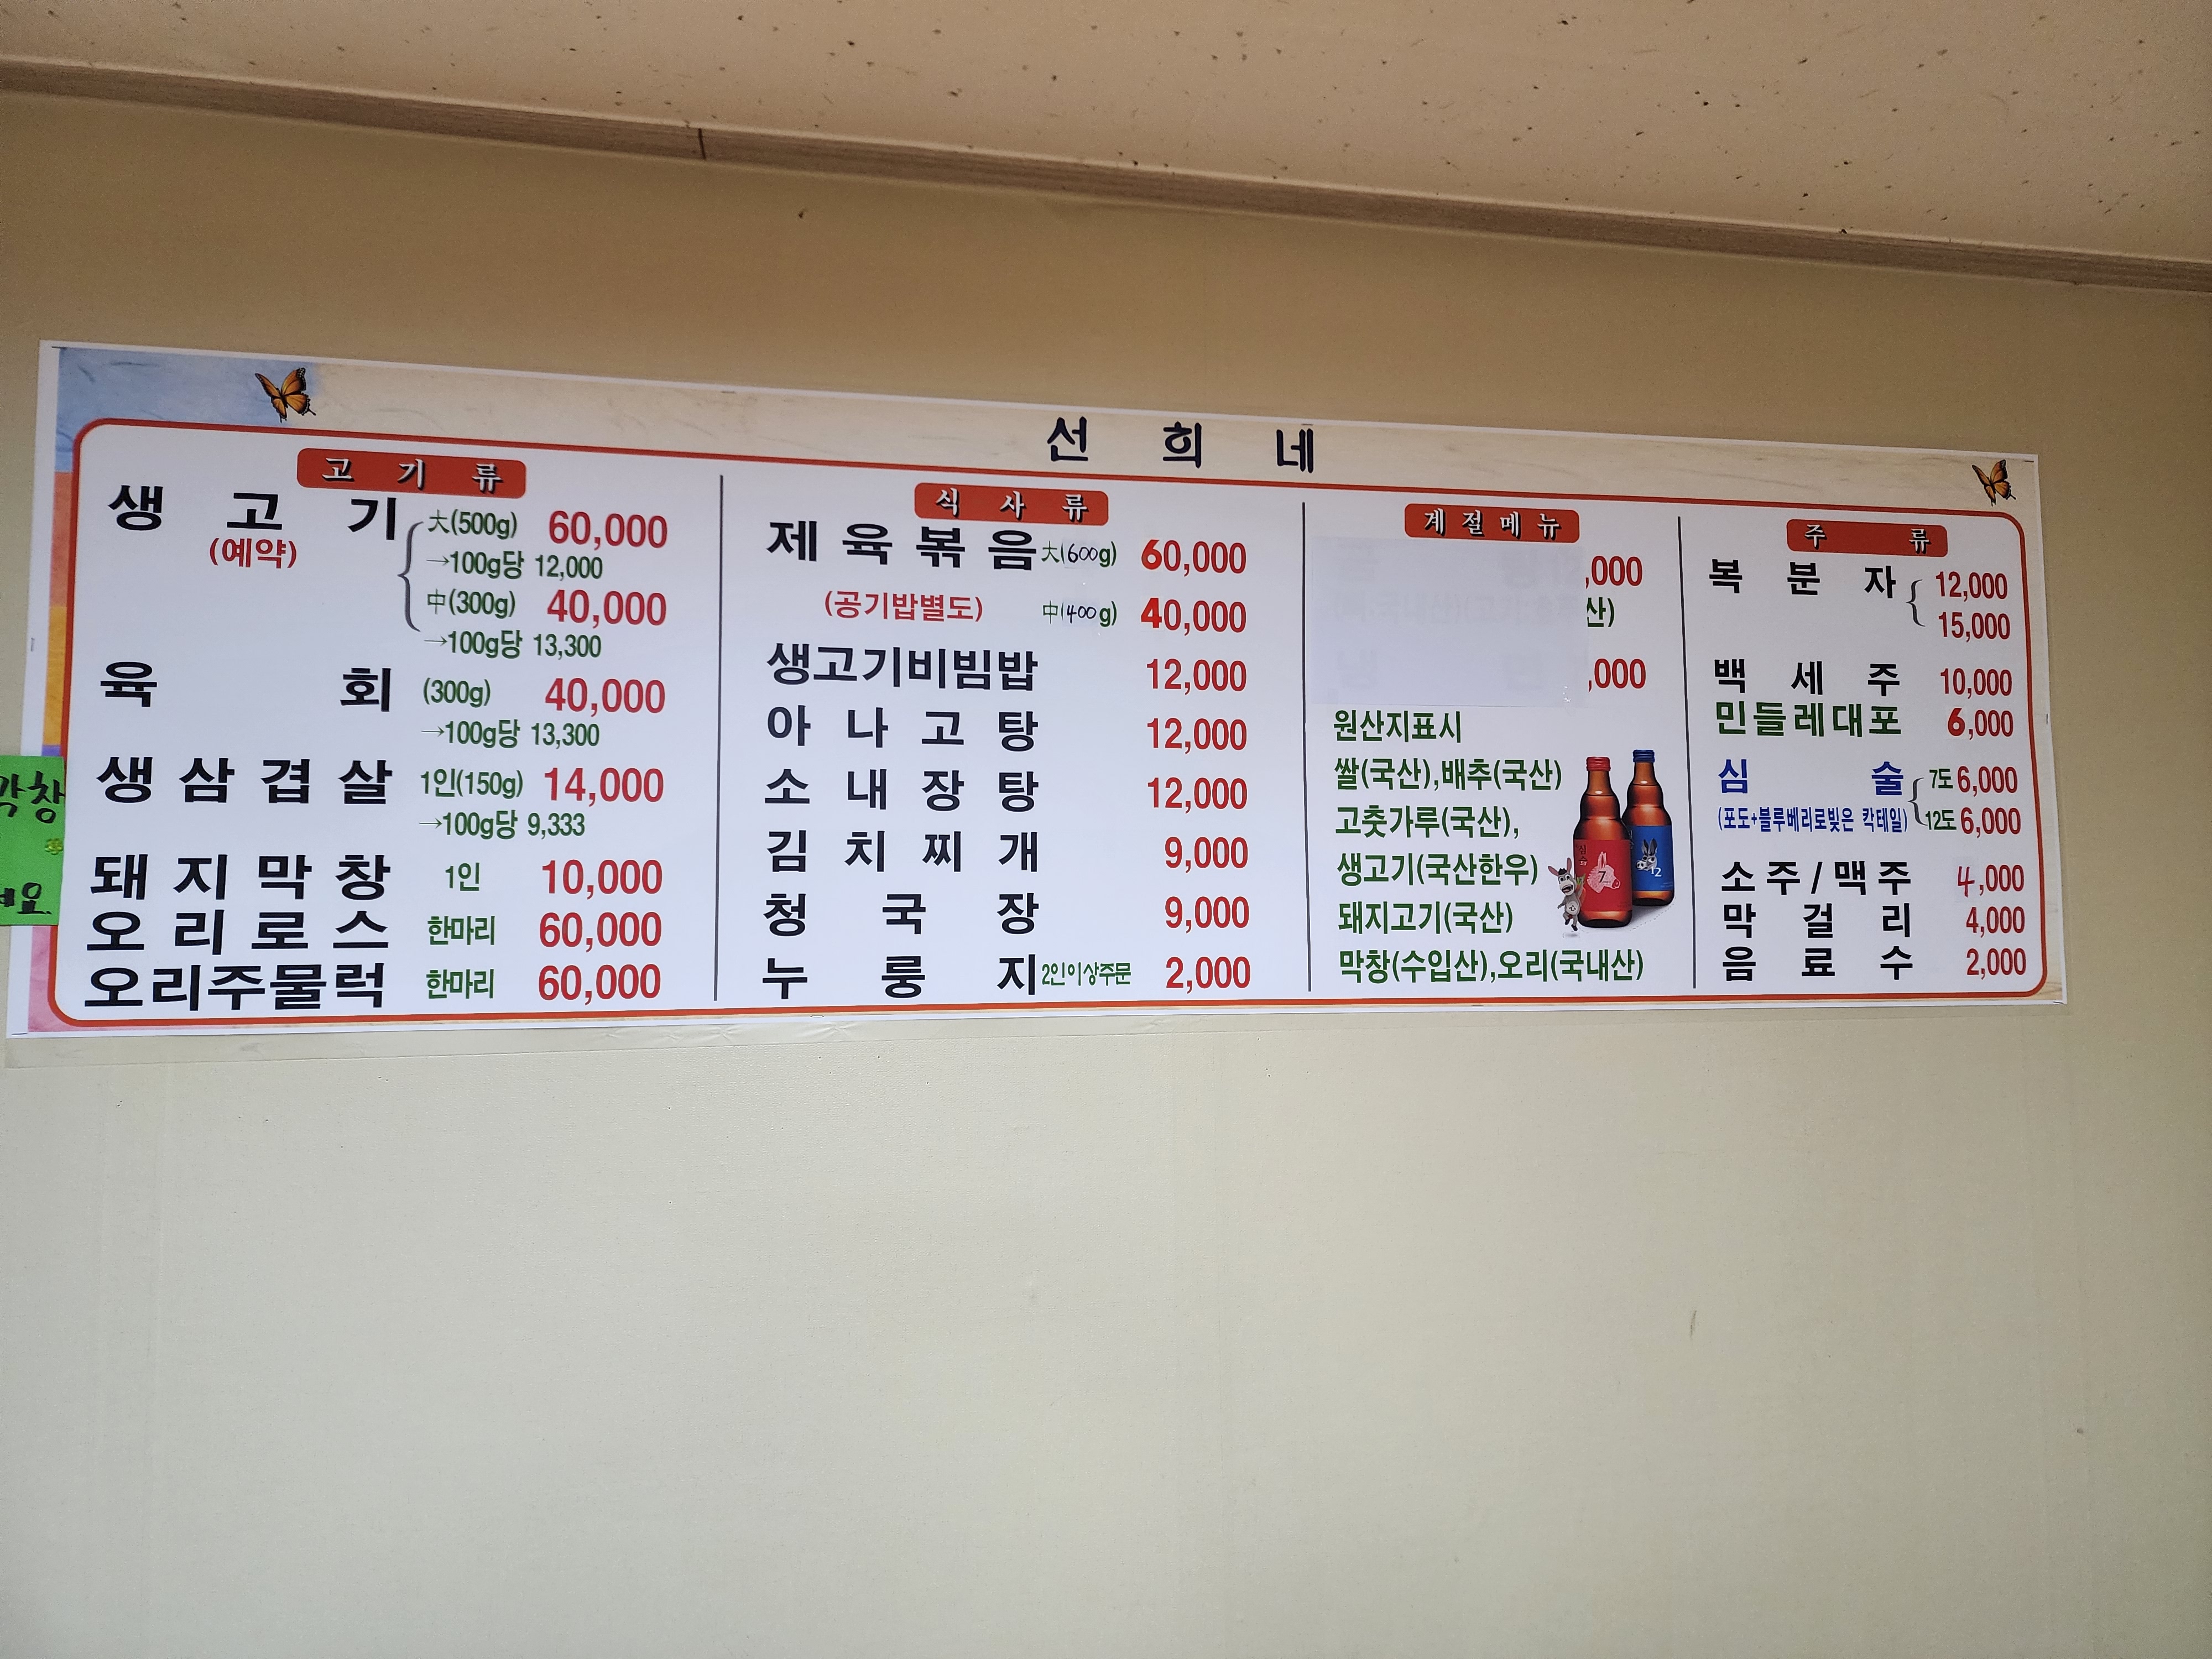 선희네
고기류
생고기 大(500g) 60,000
(예약) →100g당 12,000
中(300g) 40,000
→100g당 13,300
육회 (300g) 40,000
→100g당 13,300
생삼겹살 1인(150g) 14,000
→100g당 9,333
돼지막창 1인 10,000
오리로스 한마리 60,000
오리주물럭 한마리 60,000
식사류
제육볶음 大(600g) 60,000
(공기밥별도) 中(400g) 40,000
생고기비빔밥 12,000
아나고탕 12,000
소내장탕 12,000
김치찌개 9,000
청국장 9,000
누룽지 2인이상주문 2,000
계절메뉴
,000
산)
,000
원산지표시
쌀(국산),배추(국산)
고춧가루(국산),
생고기(국산한우)
돼지고기(국산)
막창(수입산),오리(국내산)
7
12
주류
복분자 12,000
15,000
백세주 10,000
민들레대포 6,000
심술 7도 6,000
(포도+블루베리로빚은 칵테일) 12도 6,000
소주/맥주 4,000
막걸리 4,000
음료수 2,000
막창
요.